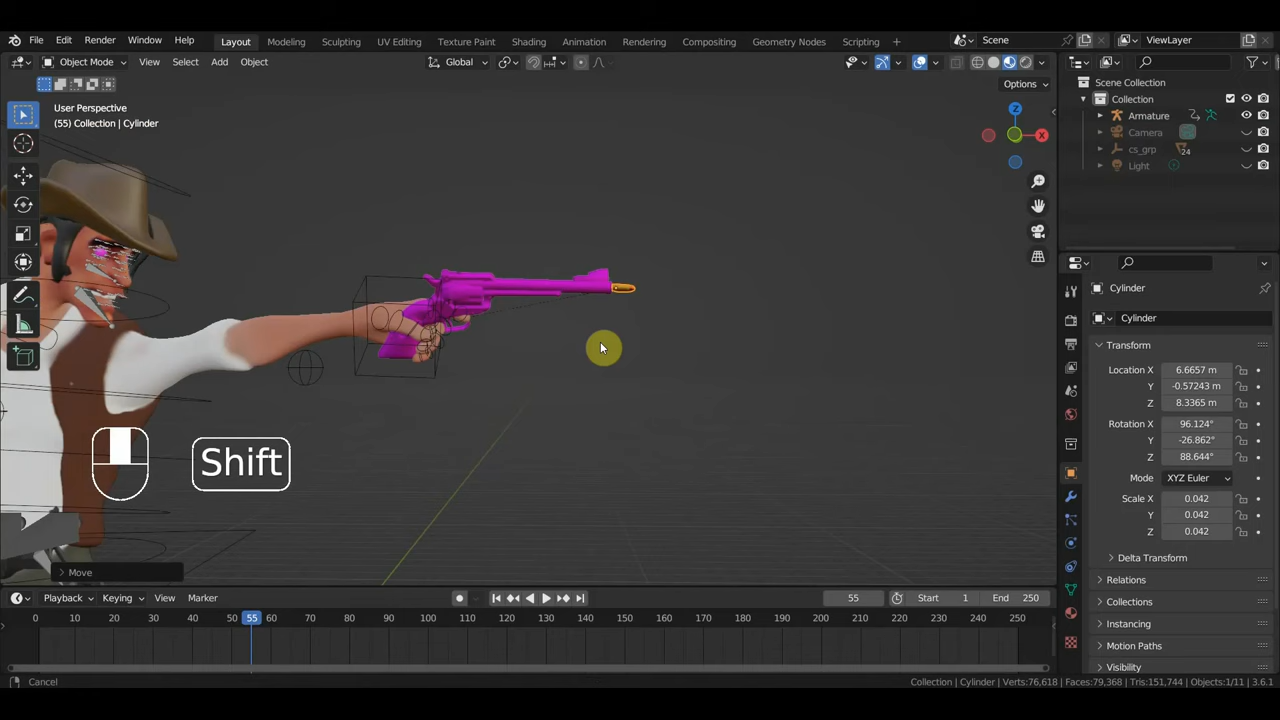 File Edit Render Window Help Layout Modeling Sculpting UV Editing Texture Paint Shading Animation Rendering Compositing Geometry Nodes Scripting + Scene ViewLayer
Object Mode View Select Add Object Global
Options
User Perspective
(55) Collection | Cylinder
Z
X
Scene Collection
Collection
Armature
Camera
cs_grp 24
Light
Cylinder
Cylinder
Transform
Location X 6.6657 m
Y -0.57243 m
Z 8.3365 m
Rotation X 96.124°
Y -26.862°
Z 88.644°
Mode XYZ Euler
Scale X 0.042
Y 0.042
Z 0.042
Delta Transform
Relations
Collections
Instancing
Motion Paths
Visibility
Shift
Move
Playback Keying View Marker 55 Start 1 End 250
0 10 20 30 40 50 55 60 70 80 90 100 110 120 130 140 150 160 170 180 190 200 210 220 230 240 250
Cancel Collection | Cylinder | Verts:76,618 | Faces:79,368 | Tris:151,744 | Objects:1/11 | 3.6.1